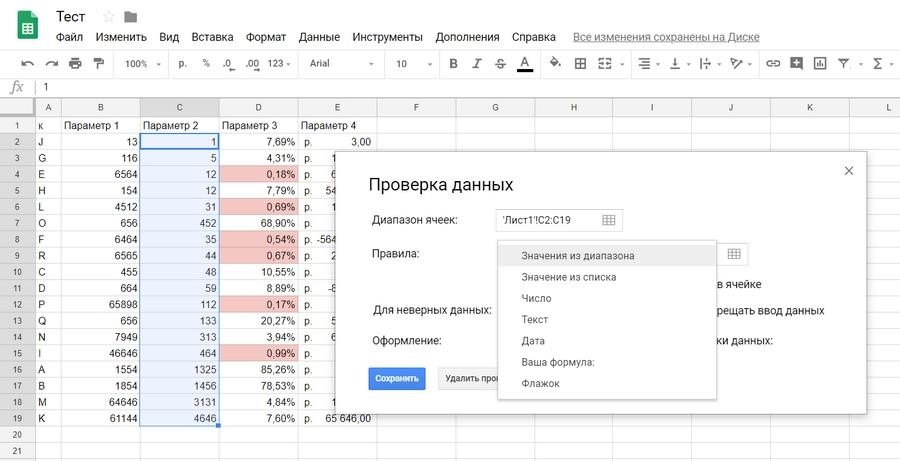 Тест
Файл Изменить Вид Вставка Формат Данные Инструменты Дополнения Справка Все изменения сохранены на Диске
100% р. % .0 .00 123 Arial 10 B I S A
fx 1
A B C D E F G H I J K L
1 к Параметр 1 Параметр 2 Параметр 3 Параметр 4
2 J 13 1 7,69% р. 3,00
3 G 116 5 4,31% р. 1
4 E 6564 12 0,18% р. 6
5 H 154 12 7,79% р. 54
6 L 4512 31 0,69% р. 1
7 O 656 452 68,90% р.
8 F 6464 35 0,54% р. -564
9 R 6565 44 0,67% р. 2
10 C 455 48 10,55% р.
11 D 664 59 8,89% р. -8
12 P 65898 112 0,17% р.
13 Q 656 133 20,27% р. 5
14 N 7949 313 3,94% р. 6
15 I 46646 464 0,99% р.
16 A 1554 1325 85,26% р.
17 B 1854 1456 78,53% р.
18 M 64646 3131 4,84% р. 1
19 K 61144 4646 7,60% р. 65 646,00
20
21
Проверка данных
Диапазон ячеек: 'Лист1'!C2:C19
Правила:
Значения из диапазона
Значение из списка
Число
Текст
Дата
Ваша формула:
Флажок
в ячейке
Для неверных данных: рещать ввод данных
Оформление: ки данных:
Сохранить Удалить про